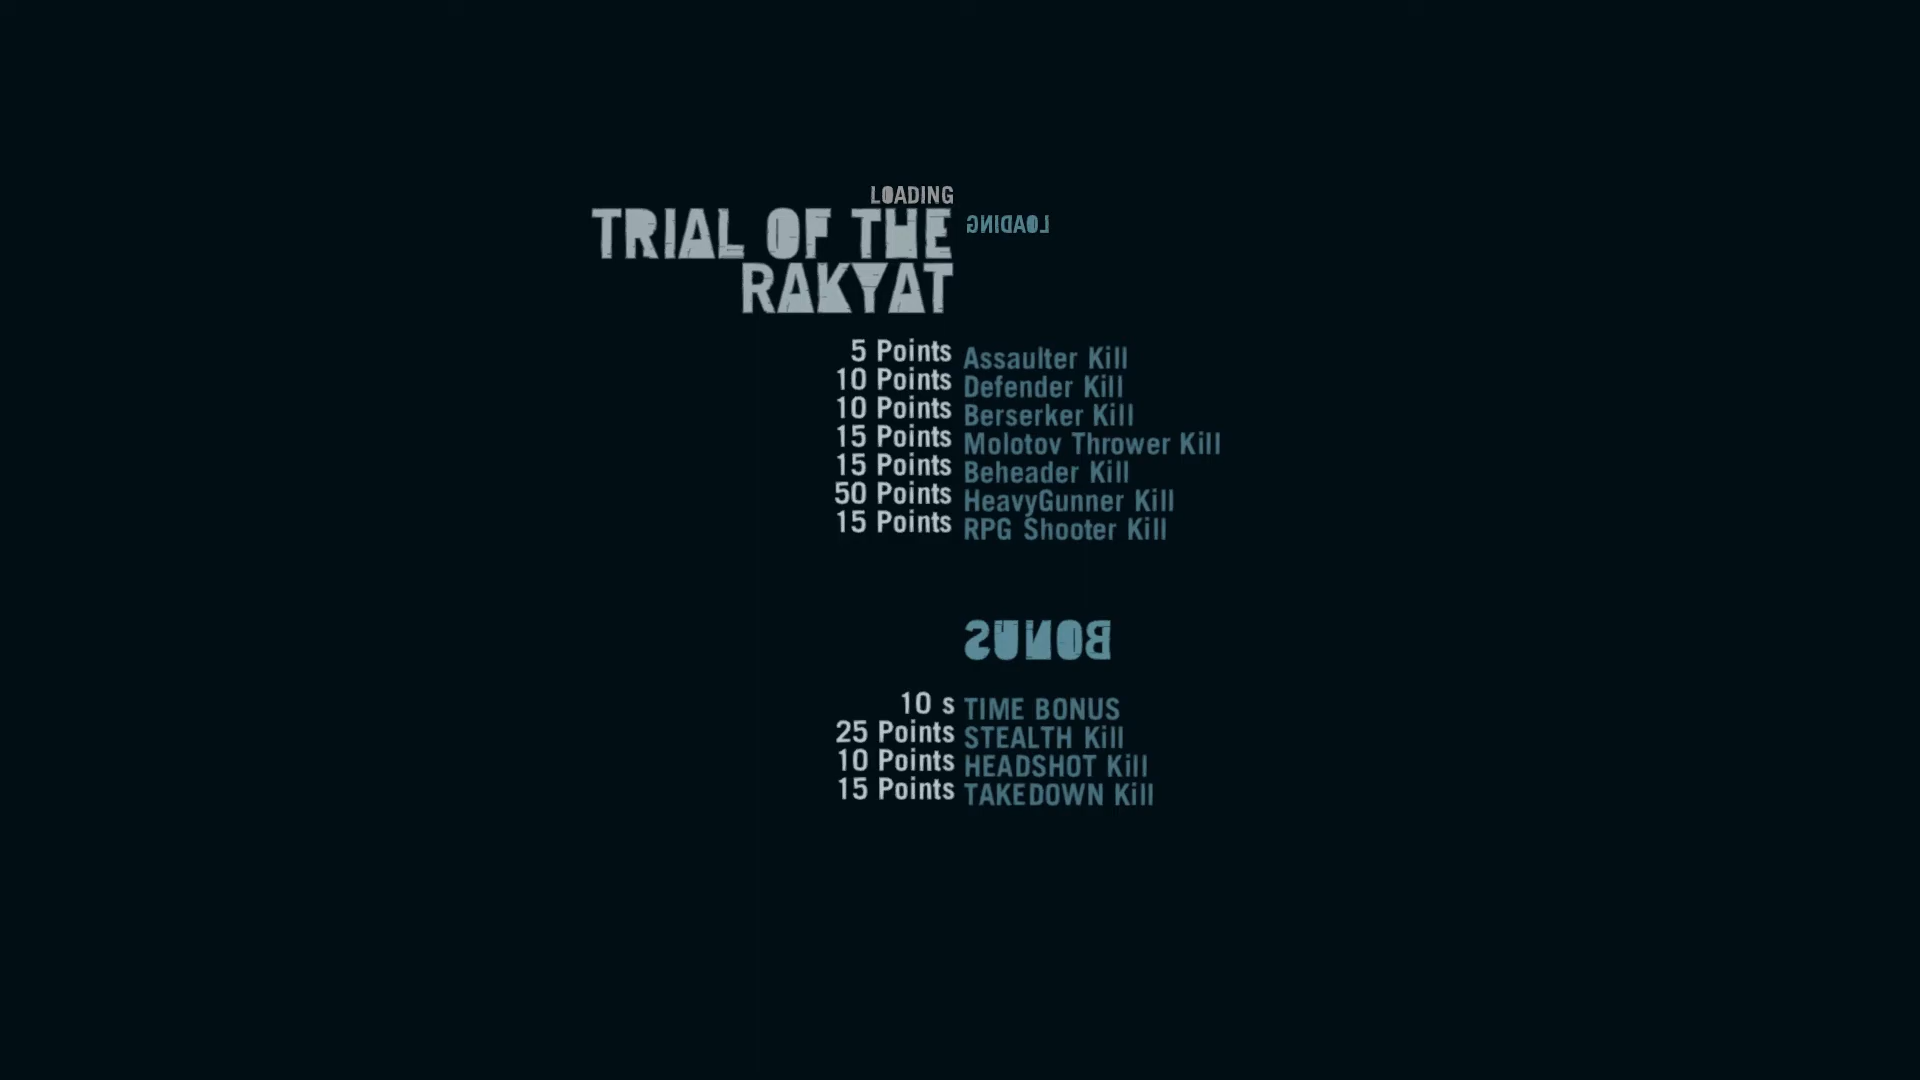 LOADING
LOADING
TRIAL OF THE
RAKYAT
5 Points Assaulter Kill
10 Points Defender Kill
10 Points Berserker Kill
15 Points Molotov Thrower Kill
15 Points Beheader Kill
50 Points HeavyGunner Kill
15 Points RPG Shooter Kill
BONUS
10 s TIME BONUS
25 Points STEALTH Kill
10 Points HEADSHOT Kill
15 Points TAKEDOWN Kill